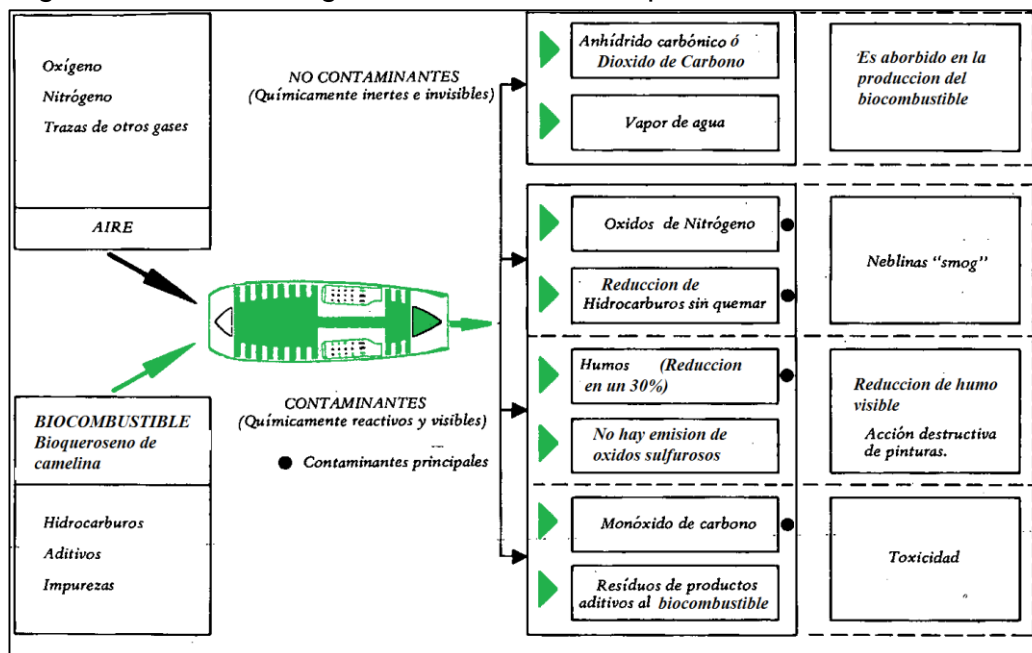 Oxígeno
Nitrógeno
Trazas de otros gases
AIRE
BIOCOMBUSTIBLE
Bioqueroseno de
camelina
Hidrocarburos
Aditivos
Impurezas
NO CONTAMINANTES
(Químicamente inertes e invisibles)
CONTAMINANTES
(Químicamente reactivos y visibles)
● Contaminantes principales
Anhídrido carbónico ó
Dioxido de Carbono
Vapor de agua
Es aborbido en la
produccion del
biocombustible
Oxidos de Nitrógeno
Reduccion de
Hidrocarburos sin quemar
Neblinas "smog"
Humos (Reduccion
en un 30%)
No hay emision de
oxidos sulfurosos
Reduccion de humo
visible
Acción destructiva
de pinturas.
Monóxido de carbono
Resíduos de productos
aditivos al biocombustible
Toxicidad